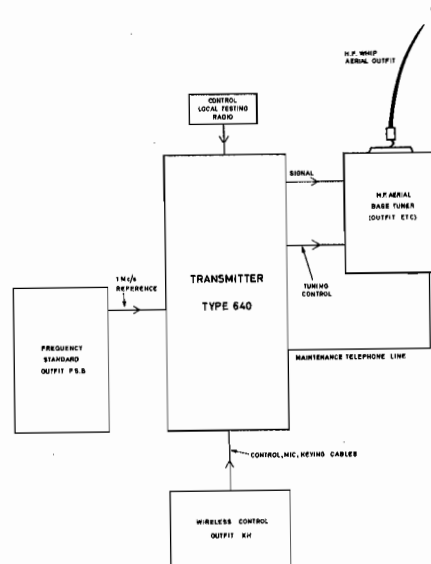 H.F. WHIP
AERIAL OUTFIT
CONTROL
LOCAL TESTING
RADIO
SIGNAL
H.F. AERIAL
BASE TUNER
(OUTFIT ETC)
1 Mc/s
REFERENCE
TRANSMITTER
TYPE 640
TUNING
CONTROL
FREQUENCY
STANDARD
OUTFIT FS.B
MAINTENANCE TELEPHONE LINE
CONTROL, MIC, KEYING CABLES
WIRELESS CONTROL
OUTFIT KH